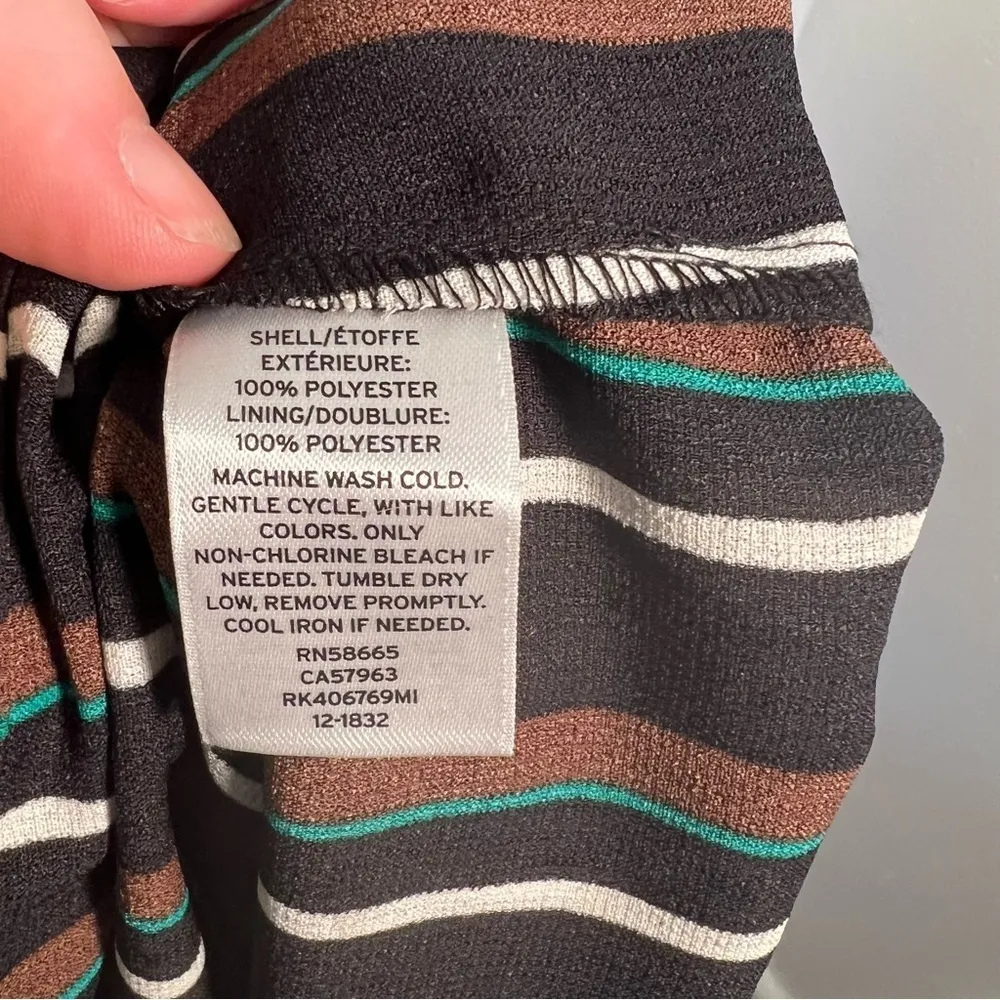 SHELL/ÉTOFFE
EXTÉRIEURE:
100% POLYESTER
LINING/DOUBLURE:
100% POLYESTER
MACHINE WASH COLD.
GENTLE CYCLE, WITH LIKE
COLORS. ONLY
NON-CHLORINE BLEACH IF
NEEDED. TUMBLE DRY
LOW, REMOVE PROMPTLY.
COOL IRON IF NEEDED.
RN58665
CA57963
RK406769MI
12-1832